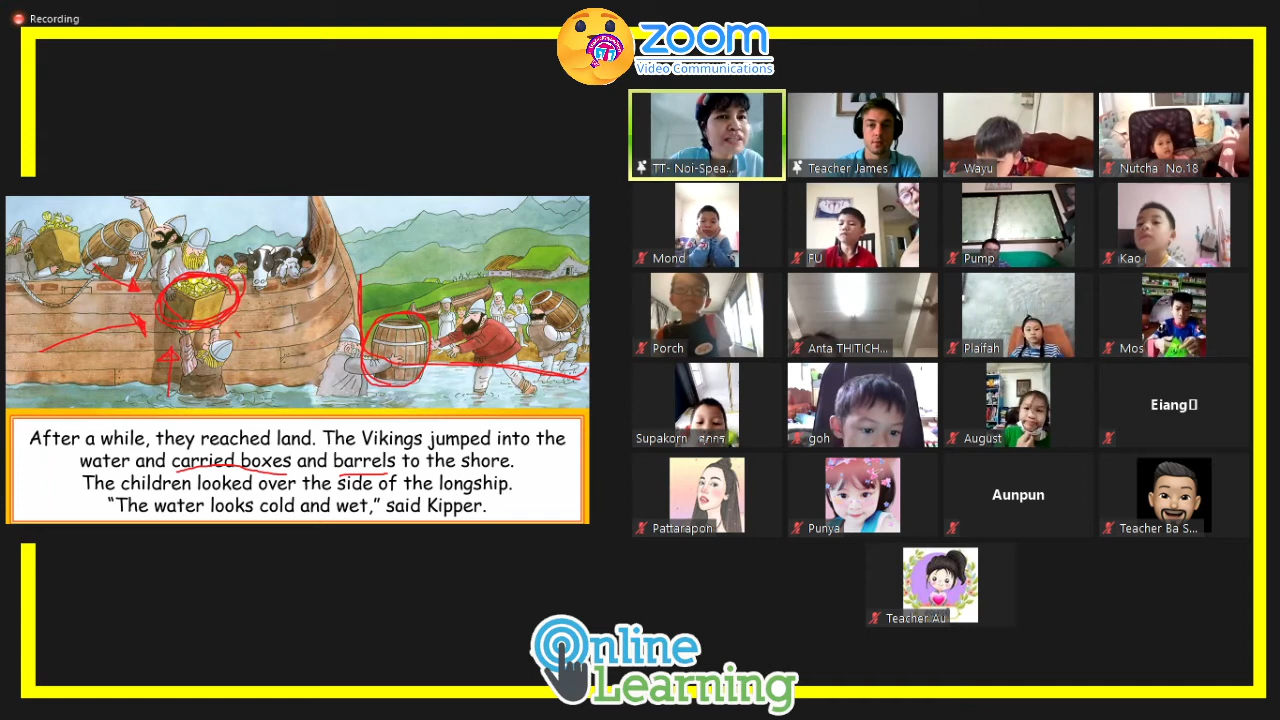 Recording
zoom
Video Communications
TT- Noi-Spea...
Teacher James
Wayu
Nutcha No.18
Mond
FU
Pump
Kao
Porch
Anta THITICH...
Plaifah
Mos
Supakorn
goh
August
Eiang
Pattarapon
Punya
Aunpun
Teacher Ba S...
Teacher Au
After a while, they reached land. The Vikings jumped into the
water and carried boxes and barrels to the shore.
The children looked over the side of the longship.
“The water looks cold and wet,” said Kipper.
Online
Learning